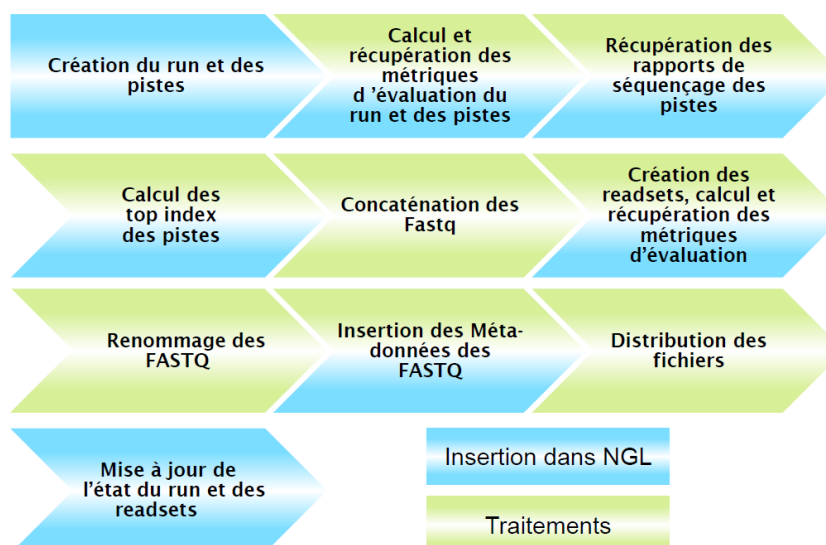 Création du run et des
pistes
Calcul et
récupération des
métriques
d ’évaluation du
run et des pistes
Récupération des
rapports de
séquençage des
pistes
Calcul des
top index
des pistes
Concaténation des
Fastq
Création des
readsets, calcul et
récupération des
métriques
d’évaluation
Renommage des
FASTQ
Insertion des Méta-
données des
FASTQ
Distribution des
fichiers
Mise à jour de
l’état du run et des
readsets
Insertion dans NGL
Traitements